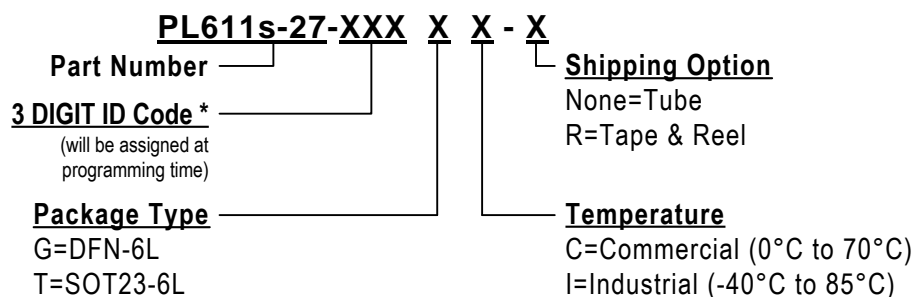 PL611s-27-XXX X X - X
Part Number
3 DIGIT ID Code *
(will be assigned at
programming time)
Package Type
G=DFN-6L
T=SOT23-6L
Shipping Option
None=Tube
R=Tape & Reel
Temperature
C=Commercial (0°C to 70°C)
I=Industrial (-40°C to 85°C)